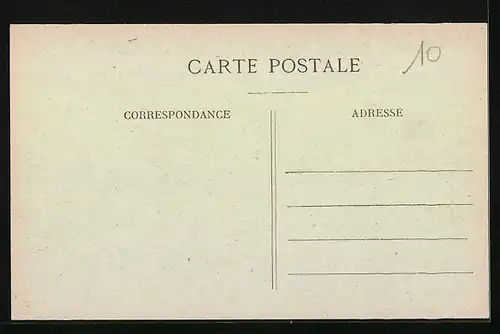 CARTE POSTALE
10
CORRESPONDANCE
ADRESSE